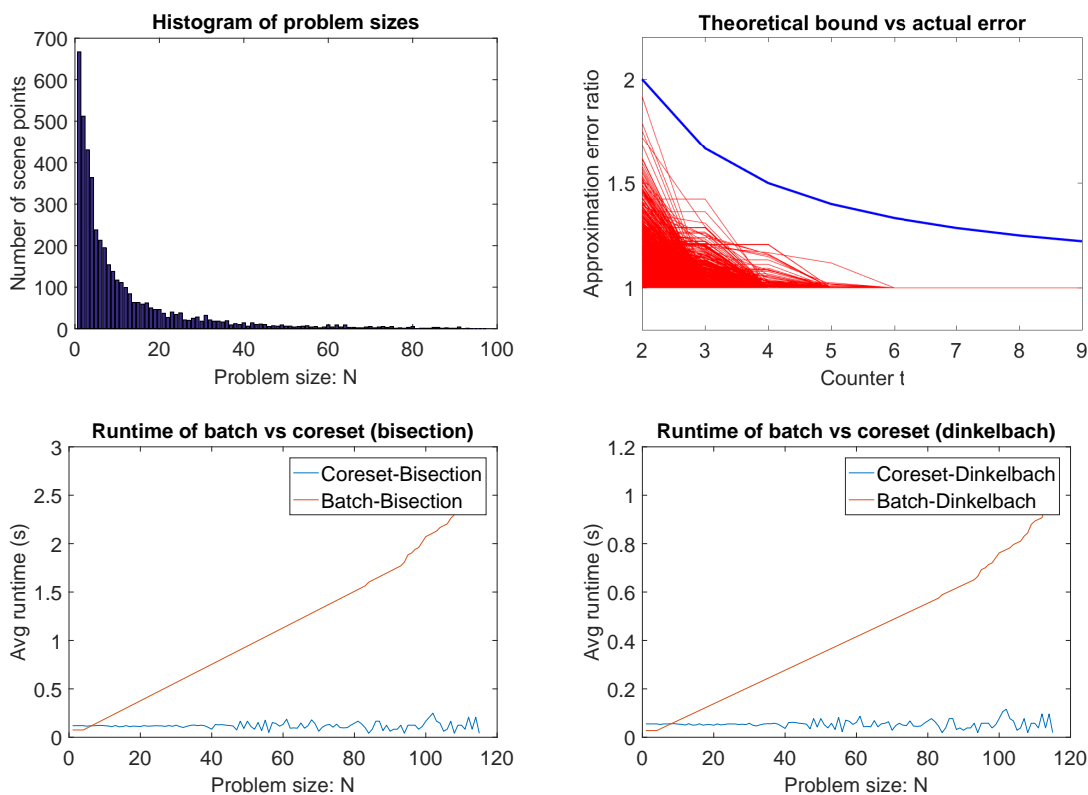 Histogram of problem sizes
Number of scene points
700
600
500
400
300
200
100
0
0 20 40 60 80 100
Problem size: N
Theoretical bound vs actual error
Approximation error ratio
2
1.5
1
2 3 4 5 6 7 8 9
Counter t
Runtime of batch vs coreset (bisection)
Avg runtime (s)
3
2.5
2
1.5
1
0.5
0
Coreset-Bisection
Batch-Bisection
0 20 40 60 80 100 120
Problem size: N
Runtime of batch vs coreset (dinkelbach)
Avg runtime (s)
1.2
1
0.8
0.6
0.4
0.2
0
Coreset-Dinkelbach
Batch-Dinkelbach
0 20 40 60 80 100 120
Problem size: N